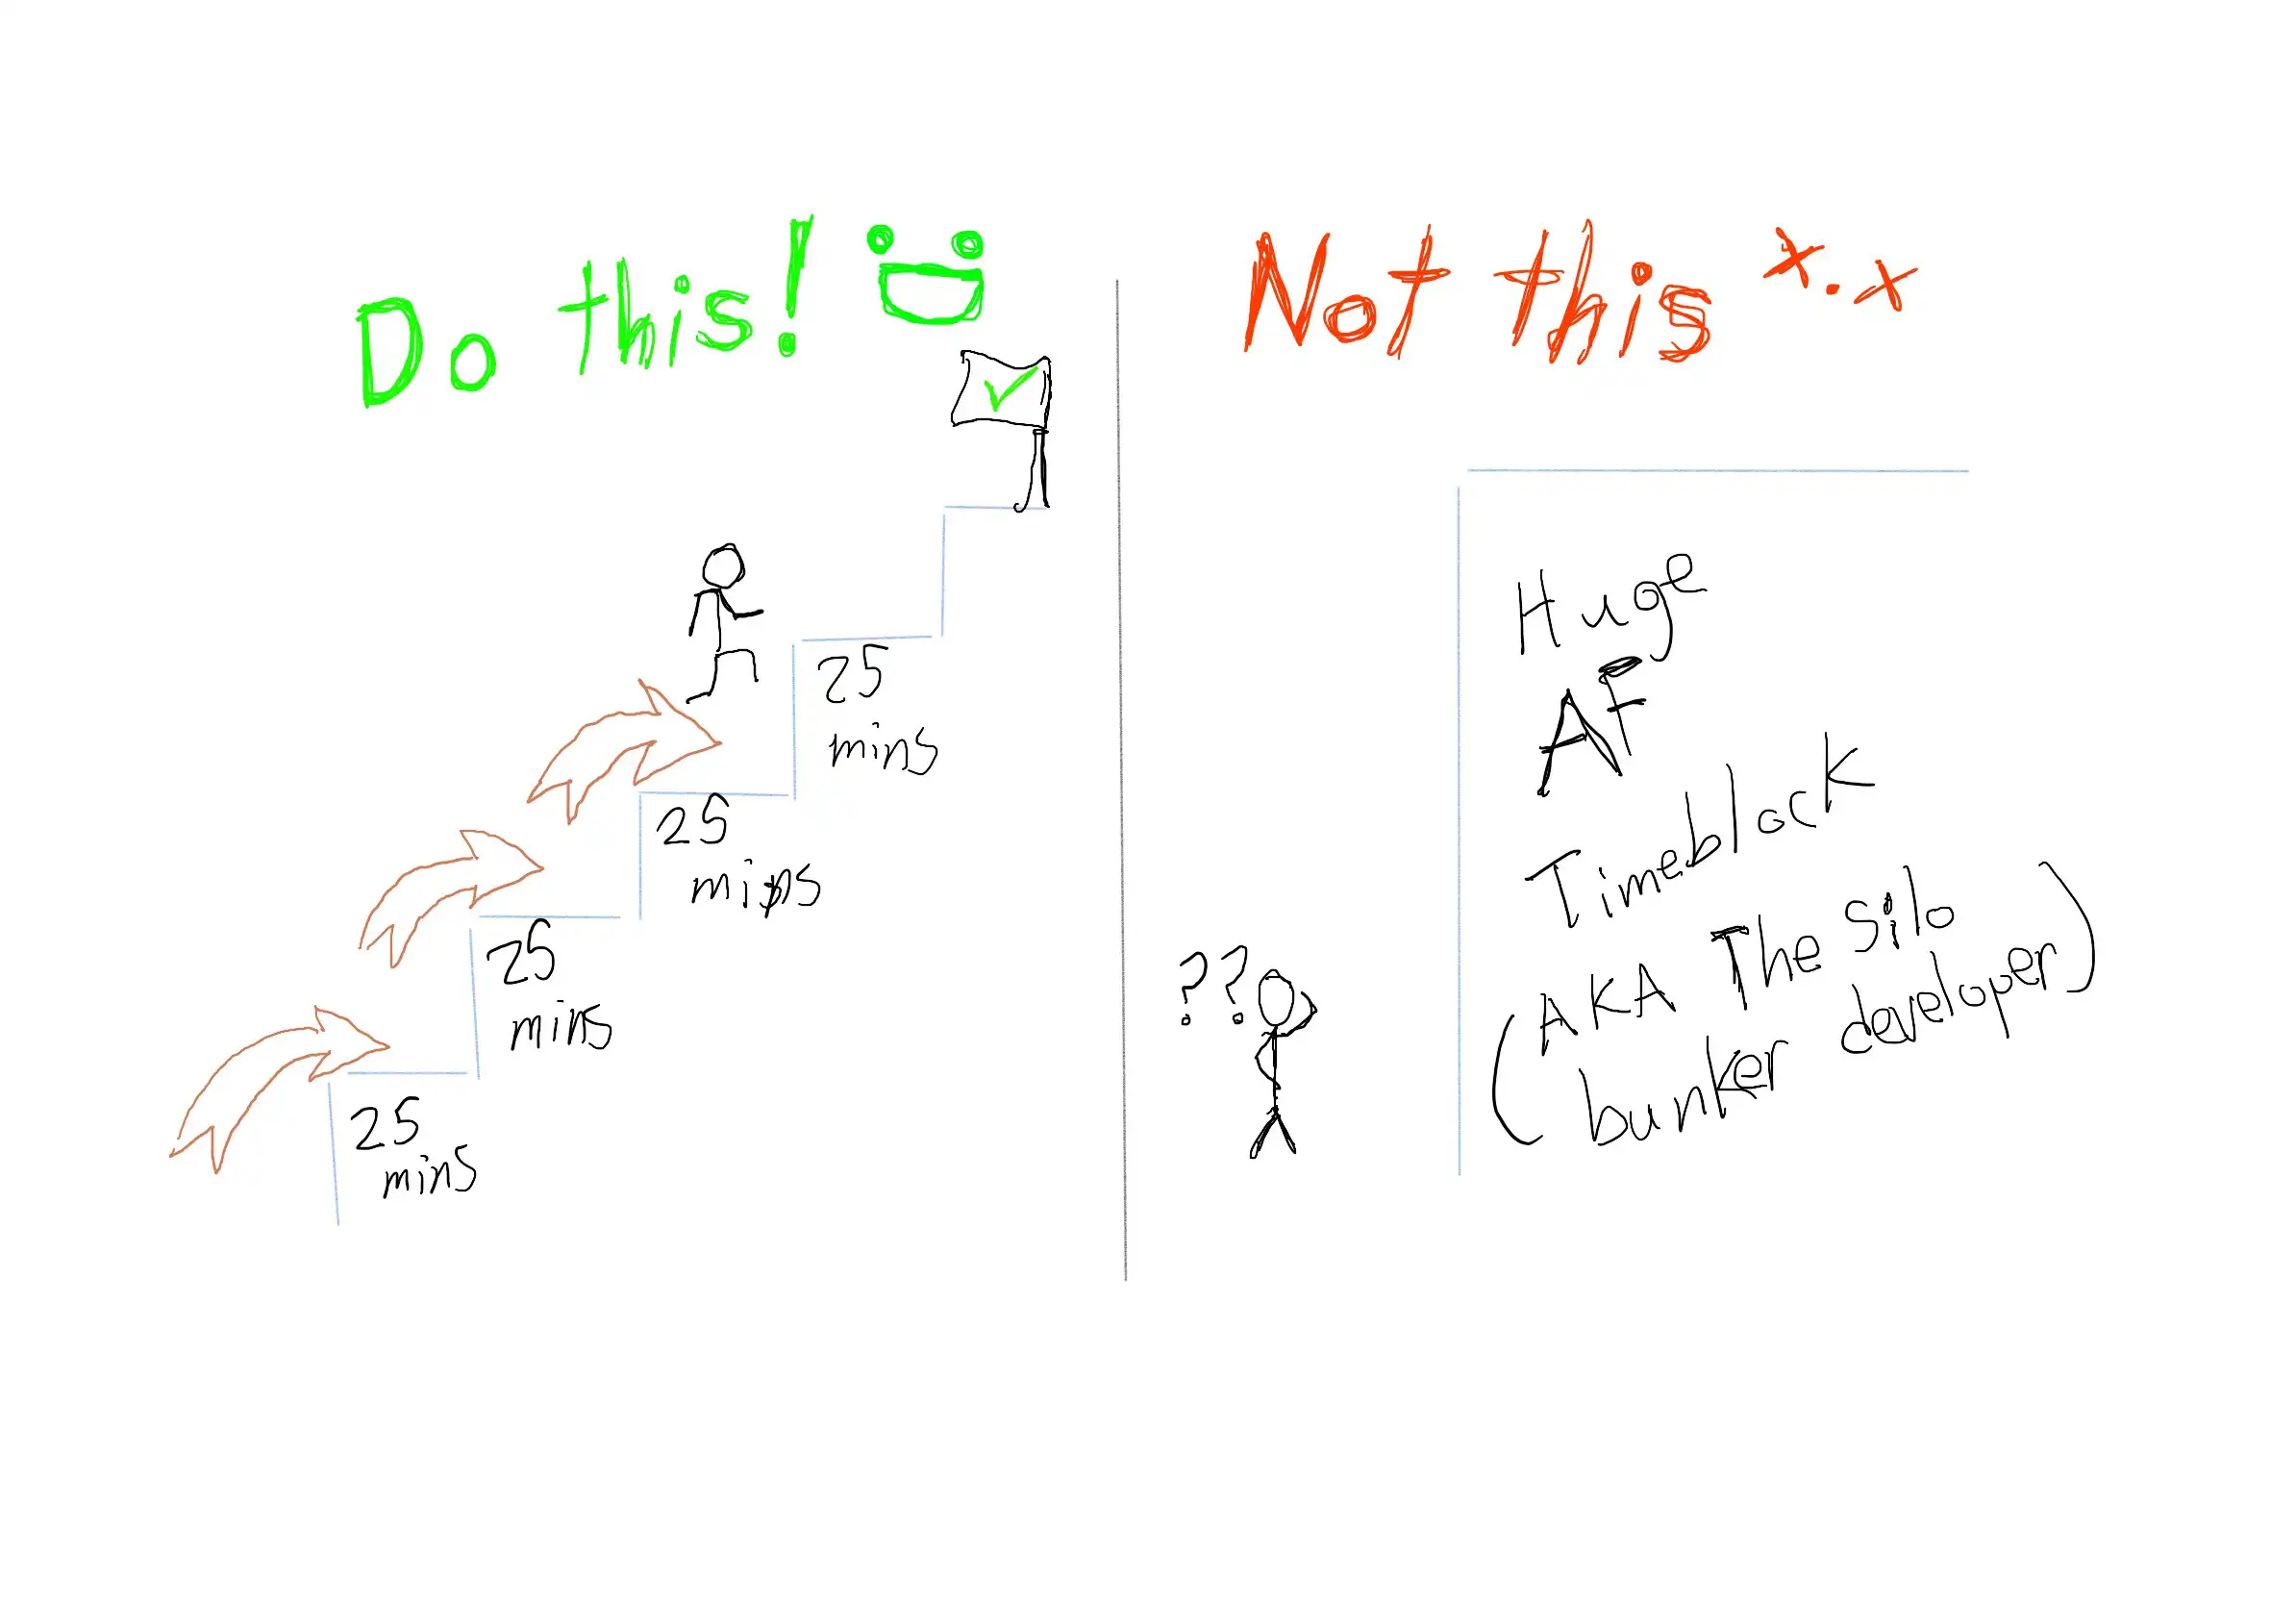 Do this!
25
mins
25
mins
25
mins
25
mins
Not this x.x
Huge
AF
Timeblock
(AKA The Silo
bunker developer)
??